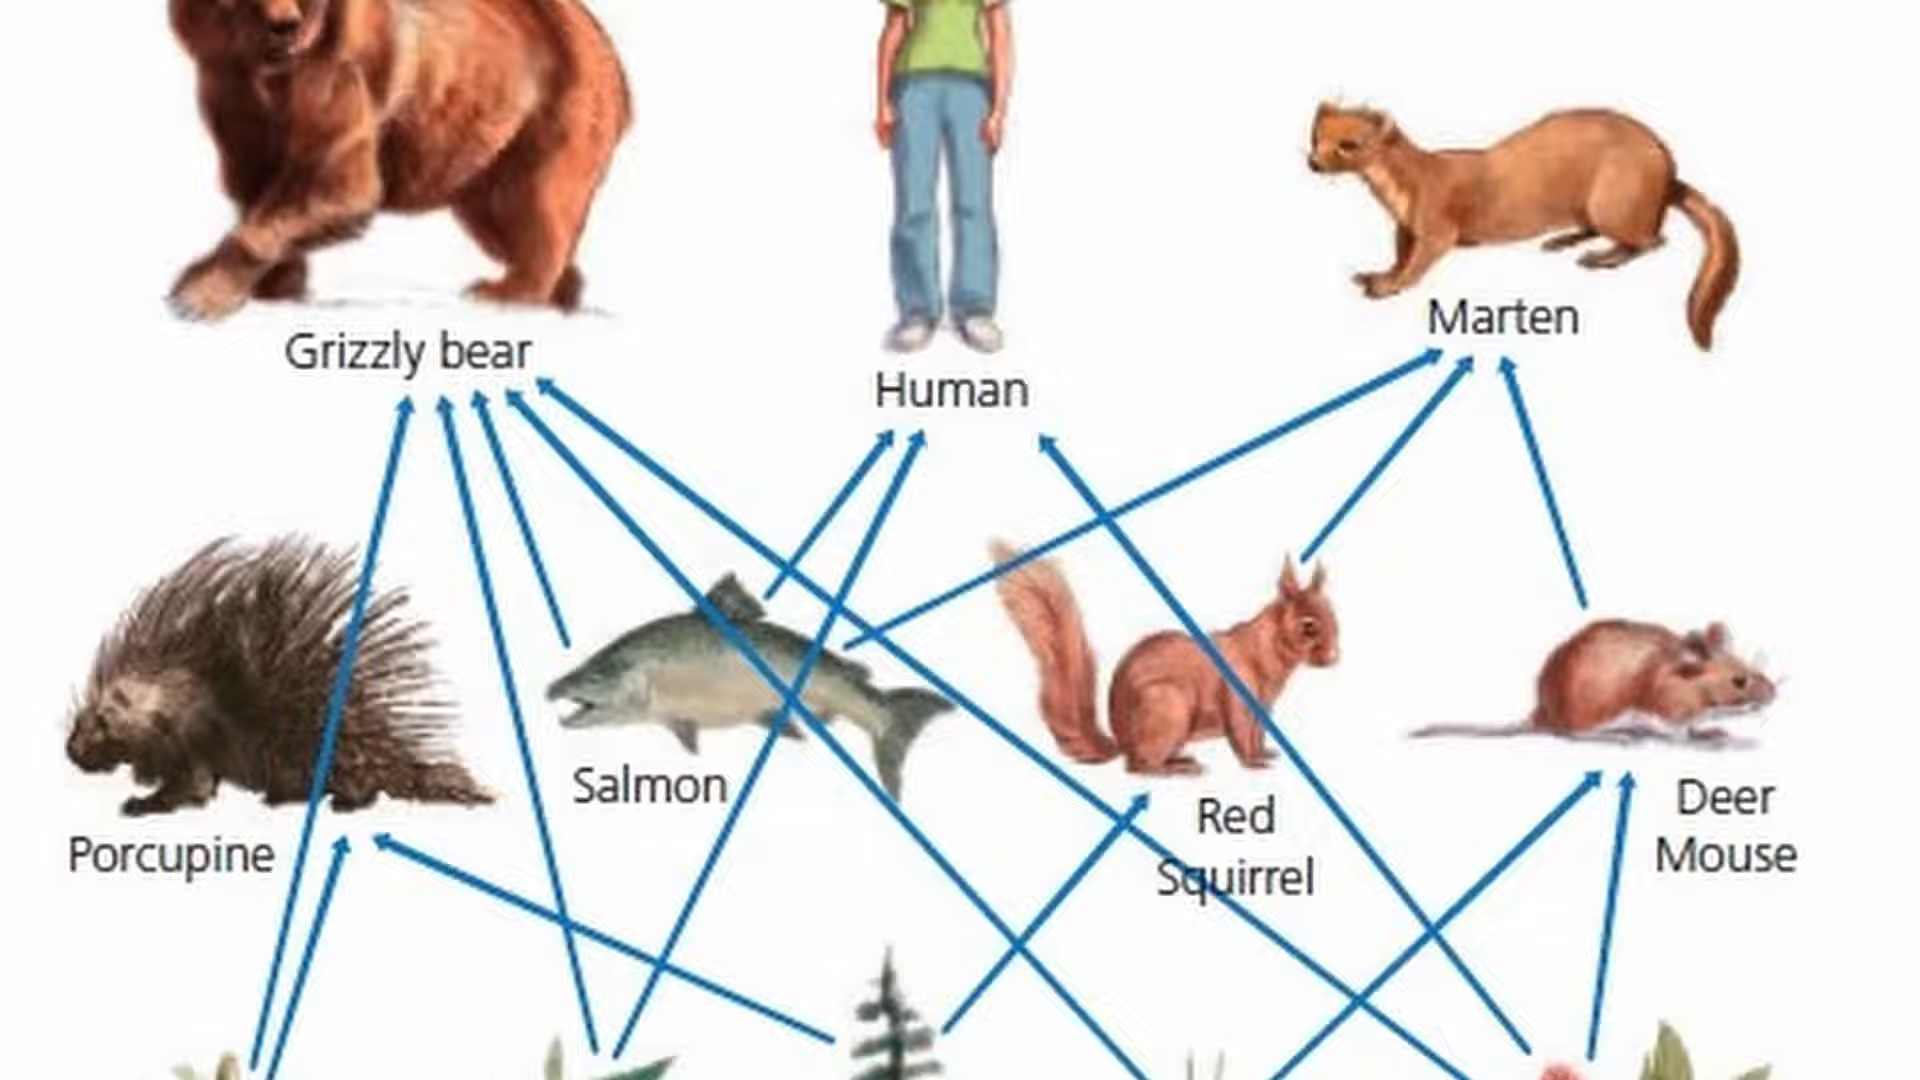 Marten
Grizzly bear
Human
Salmon
Red
Squirrel
Deer
Mouse
Porcupine